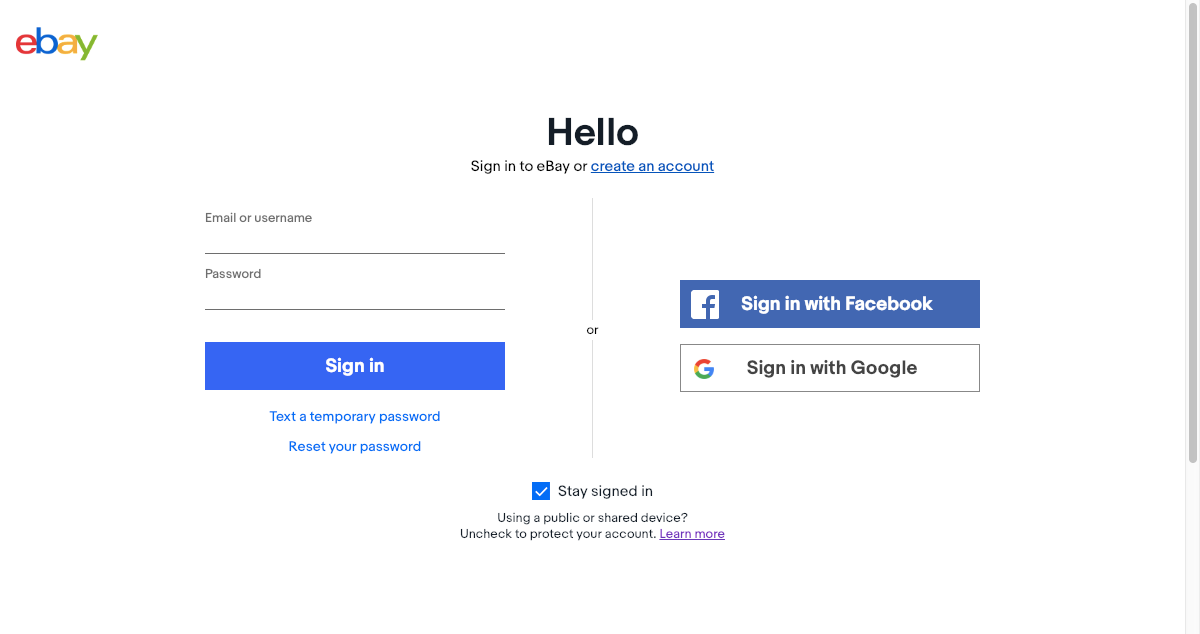 ebay
Hello
Sign in to eBay or create an account
Email or username
Password
Sign in
Text a temporary password
Reset your password
or
Sign in with Facebook
Sign in with Google
Stay signed in
Using a public or shared device?
Uncheck to protect your account. Learn more